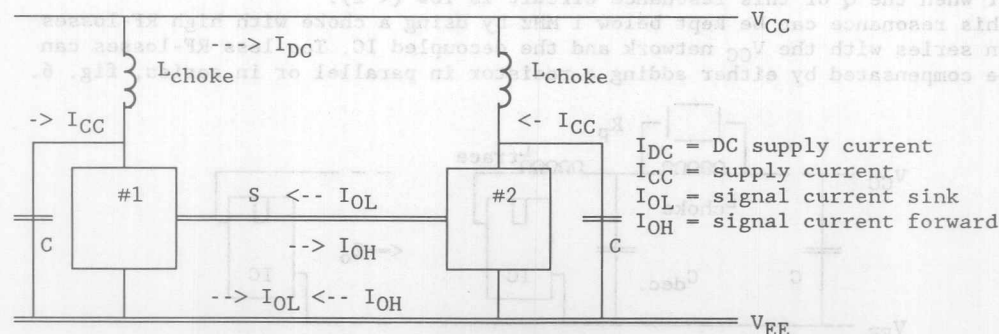 V_CC
--> I_DC
L_choke
L_choke
-> I_CC
<- I_CC
I_DC = DC supply current
I_CC = supply current
I_OL = signal current sink
I_OH = signal current forward
#1
S <-- I_OL
#2
--> I_OH
C
C
--> I_OL <-- I_OH
V_EE